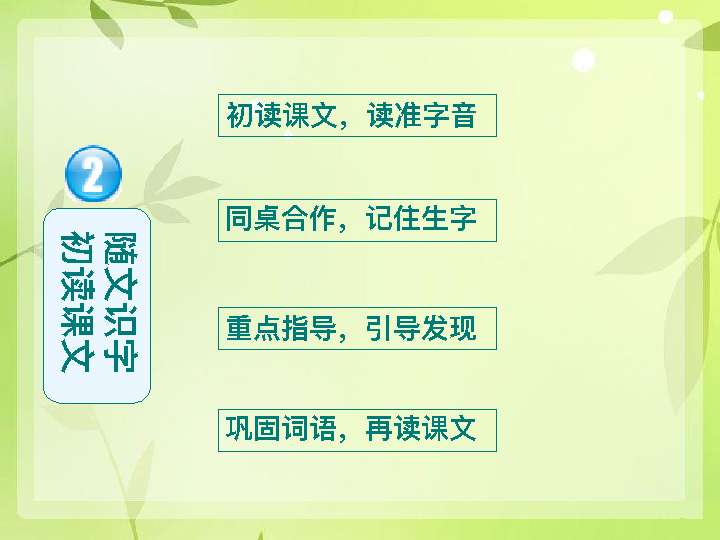 2
随文识字
初读课文
初读课文，读准字音
同桌合作，记住生字
重点指导，引导发现
巩固词语，再读课文